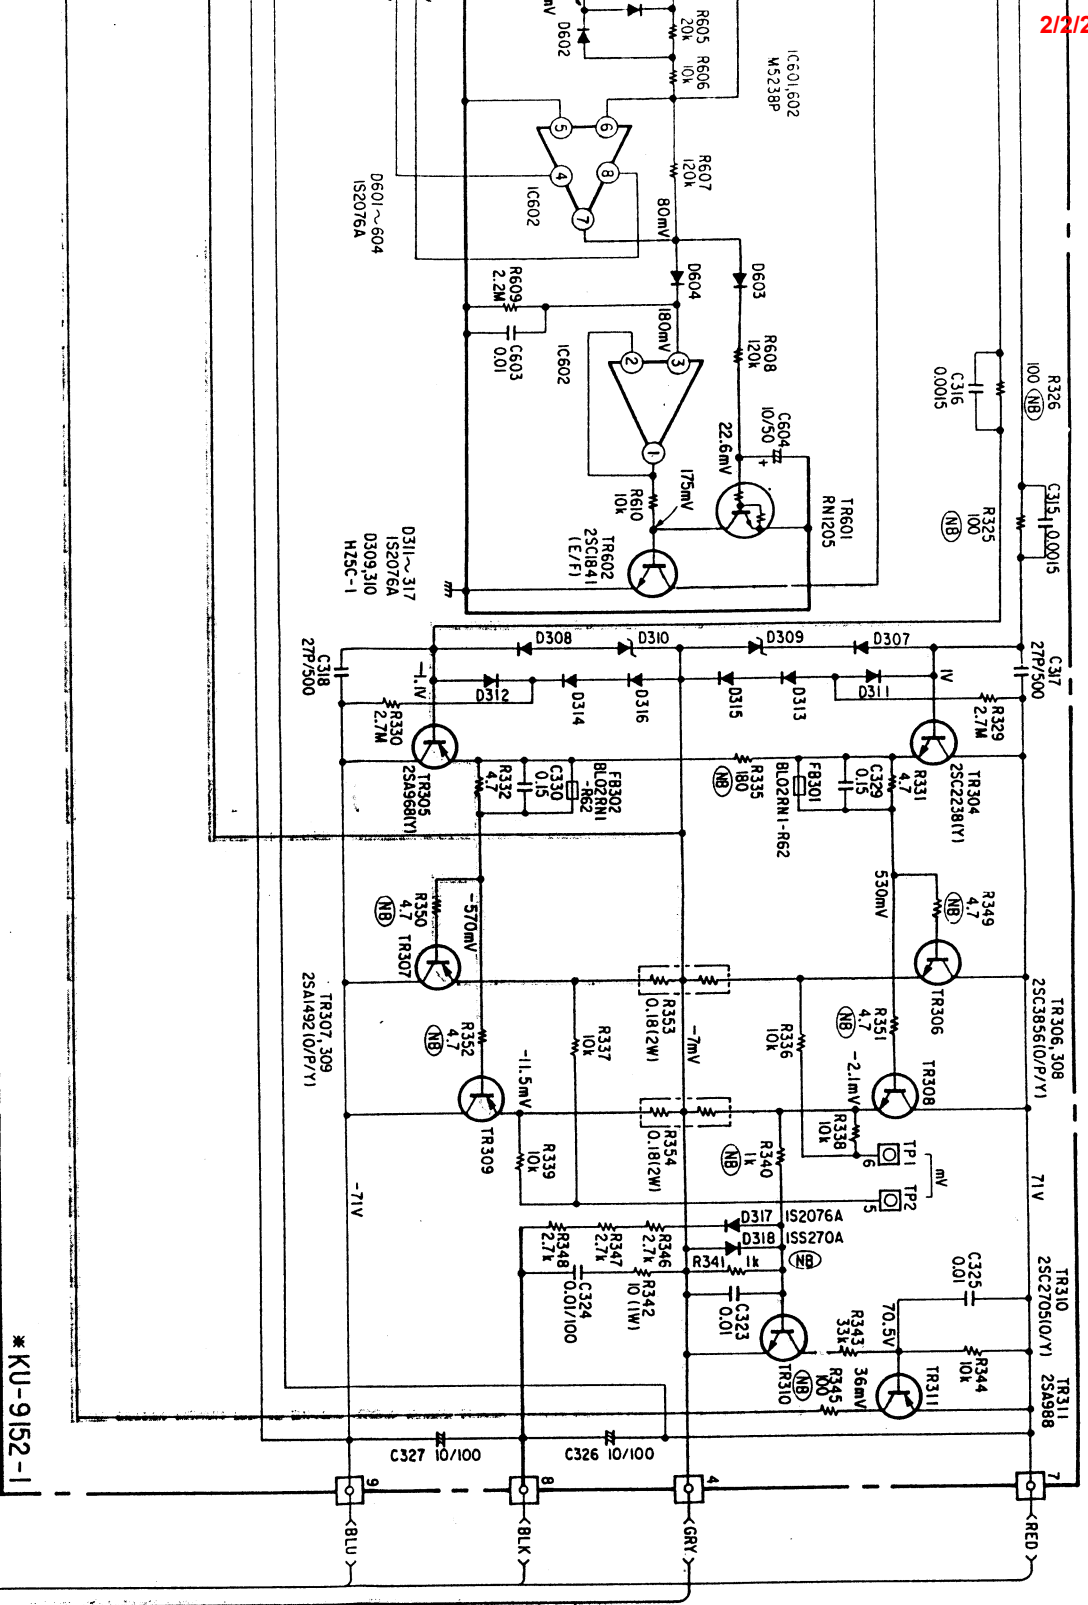 2/2/2
mV
D602
R605
20k
R606
10k
IC601,602
M5238P
5
6
4
8
7
IC602
R607
120k
80mV
D601~604
1S2076A
D604
D603
R609
2.2M
C603
0.01
180mV
IC602
2
3
1
R608
120k
C604
10/50
+
22.6mV
R326
100 (NB)
C316
0.0015
C315
0.0015
R325
100
(NB)
175mV
R610
10k
TR601
RN1205
TR602
2SC1841
(E/F)
D311~317
1S2076A
D309,310
HZ5C-1
D308
D310
D309
D307
C318
27P/500
-1.1V
D312
D314
D316
D315
D313
D311
1V
C317
27P/500
R330
2.7M
R329
2.7M
TR305
2SA968(Y)
R332
4.7
C330
0.15
FB302
BL02RN1
-R62
R335
180
(NB)
FB301
BL02RN1-R62
C329
0.15
R331
4.7
TR304
2SC2238(Y)
-570mV
R350
4.7
(NB)
TR307
530mV
R349
4.7
(NB)
TR306
TR307,309
2SA1492(O/P/Y)
R353
0.18(2W)
-7mV
R337
10k
R336
10k
R351
4.7
(NB)
TR306,308
2SC3856(O/P/Y)
R352
4.7
(NB)
-11.5mV
TR309
-2.1mV
TR308
R338
10k
R339
10k
R354
0.18(2W)
R340
1k
(NB)
TP1
6
mV
TP2
5
-71V
71V
D317
1S2076A
D318
1SS270A
R341
1k
(NB)
R348
2.7k
R347
2.7k
R346
2.7k
C324
0.01/100
R342
10(1W)
C323
0.01
TR310
C325
0.01
TR310
2SC2705(O/Y)
70.5V
R343
33k
R344
10k
R345
100
(NB)
36mV
TR311
TR311
2SA988
C327 10/100
C326 10/100
9
8
4
7
<BLU>
<BLK>
<GRY>
<RED>
*KU-9152-1